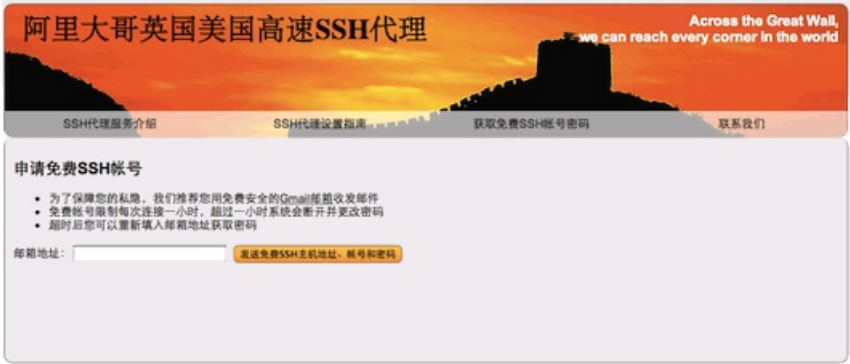 阿里大哥英国美国高速SSH代理
Across the Great Wall,
we can reach every corner in the world
SSH代理服务介绍
SSH代理设置指南
获取免费SSH帐号密码
联系我们
申请免费SSH帐号
为了保障您的私隐，我们推荐您用免费安全的Gmail邮箱收发邮件
免费帐号限制每次连接一小时，超过一小时系统会断开并更改密码
超时后您可以重新填入邮箱地址获取密码
邮箱地址：
发送免费SSH主机地址、帐号和密码